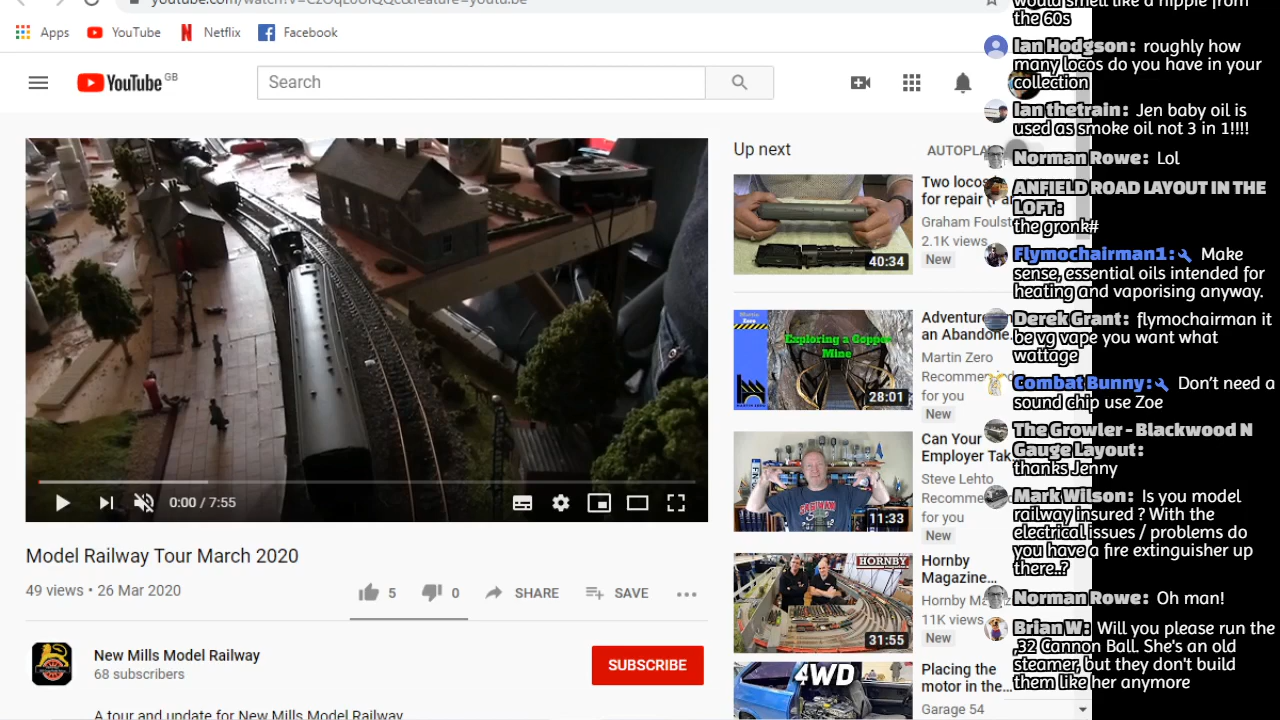 Apps
YouTube
Netflix
Facebook
YouTube GB
Search
0:00 / 7:55
Model Railway Tour March 2020
49 views • 26 Mar 2020
5
0
SHARE
SAVE
New Mills Model Railway
68 subscribers
SUBSCRIBE
A tour and update for New Mills Model Railway
Up next
AUTOPLAY
40:34
Two locos
for repair
Graham Foulst
2.1K views
New
Martin Zero
Exploring a Copper
Mine
28:01
Adventure
an Abandone
Martin Zero
Recommen
for you
New
11:33
Can Your
Employer Tak
Steve Lehto
Recomme
for you
New
HORNBY
31:55
Hornby
Magazine...
Hornby Ma
11K views
New
4WD
Placing the
motor in the...
Garage 54
would smell like a hippie from
the 60s
Ian Hodgson: roughly how
many locos do you have in your
collection
Ian thetrain: Jen baby oil is
used as smoke oil not 3 in 1!!!!
Norman Rowe: Lol
ANFIELD ROAD LAYOUT IN THE
LOFT:
the gronk#
Flymochairman1: Make
sense, essential oils intended for
heating and vaporising anyway.
Derek Grant: flymochairman it
be vg vape you want what
wattage
Combat Bunny: Don't need a
sound chip use Zoe
The Growler - Blackwood N
Gauge Layout:
thanks Jenny
Mark Wilson: Is you model
railway insured ? With the
electrical issues / problems do
you have a fire extinguisher up
there..?
Norman Rowe: Oh man!
Brian W: Will you please run the
,32 Cannon Ball. She's an old
steamer, but they don't build
them like her anymore